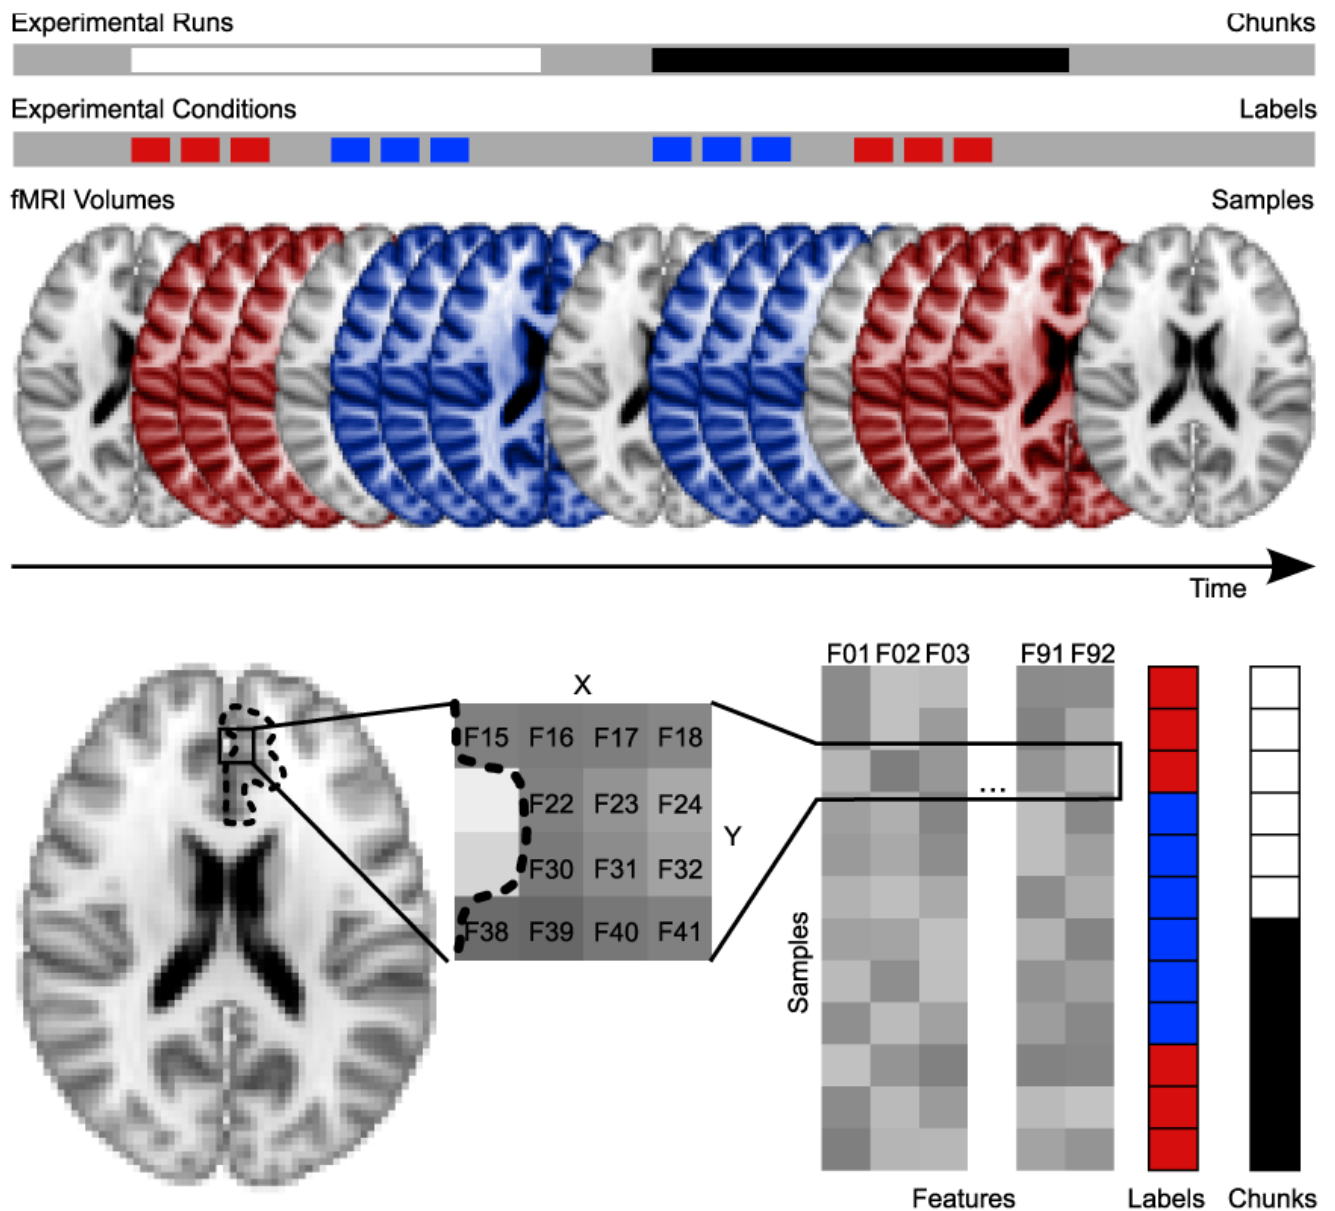 Experimental Runs Chunks
Experimental Conditions Labels
fMRI Volumes Samples
Time
F01 F02 F03 F91 F92
X
F15 F16 F17 F18
F22 F23 F24
...
Y
F30 F31 F32
F38 F39 F40 F41
Samples
Features Labels Chunks